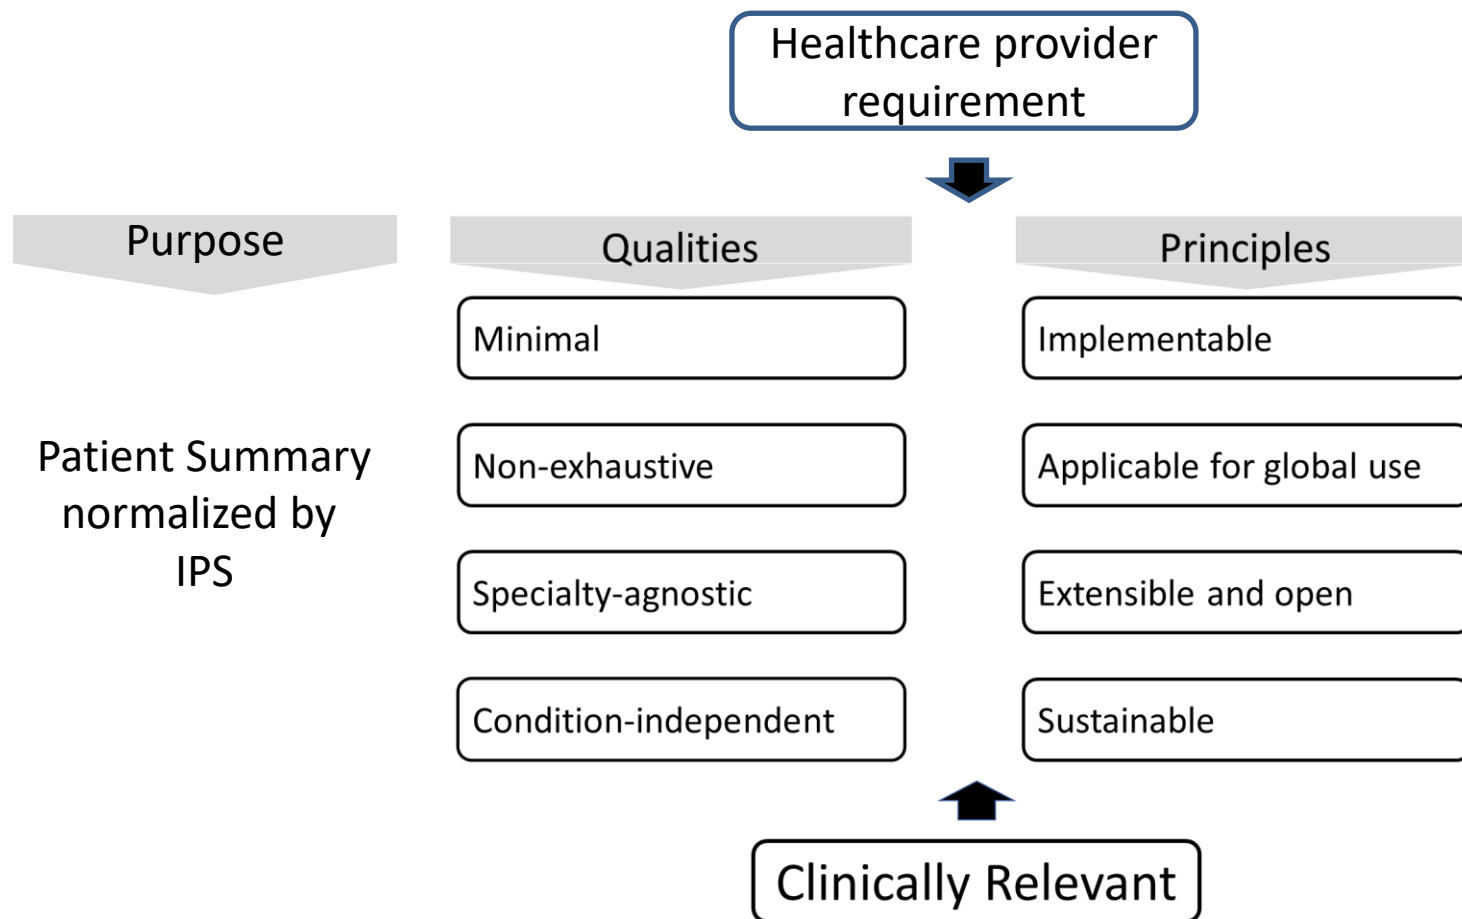 Healthcare provider
requirement
Purpose
Qualities
Principles
Patient Summary
normalized by
IPS
Minimal
Non-exhaustive
Specialty-agnostic
Condition-independent
Implementable
Applicable for global use
Extensible and open
Sustainable
Clinically Relevant